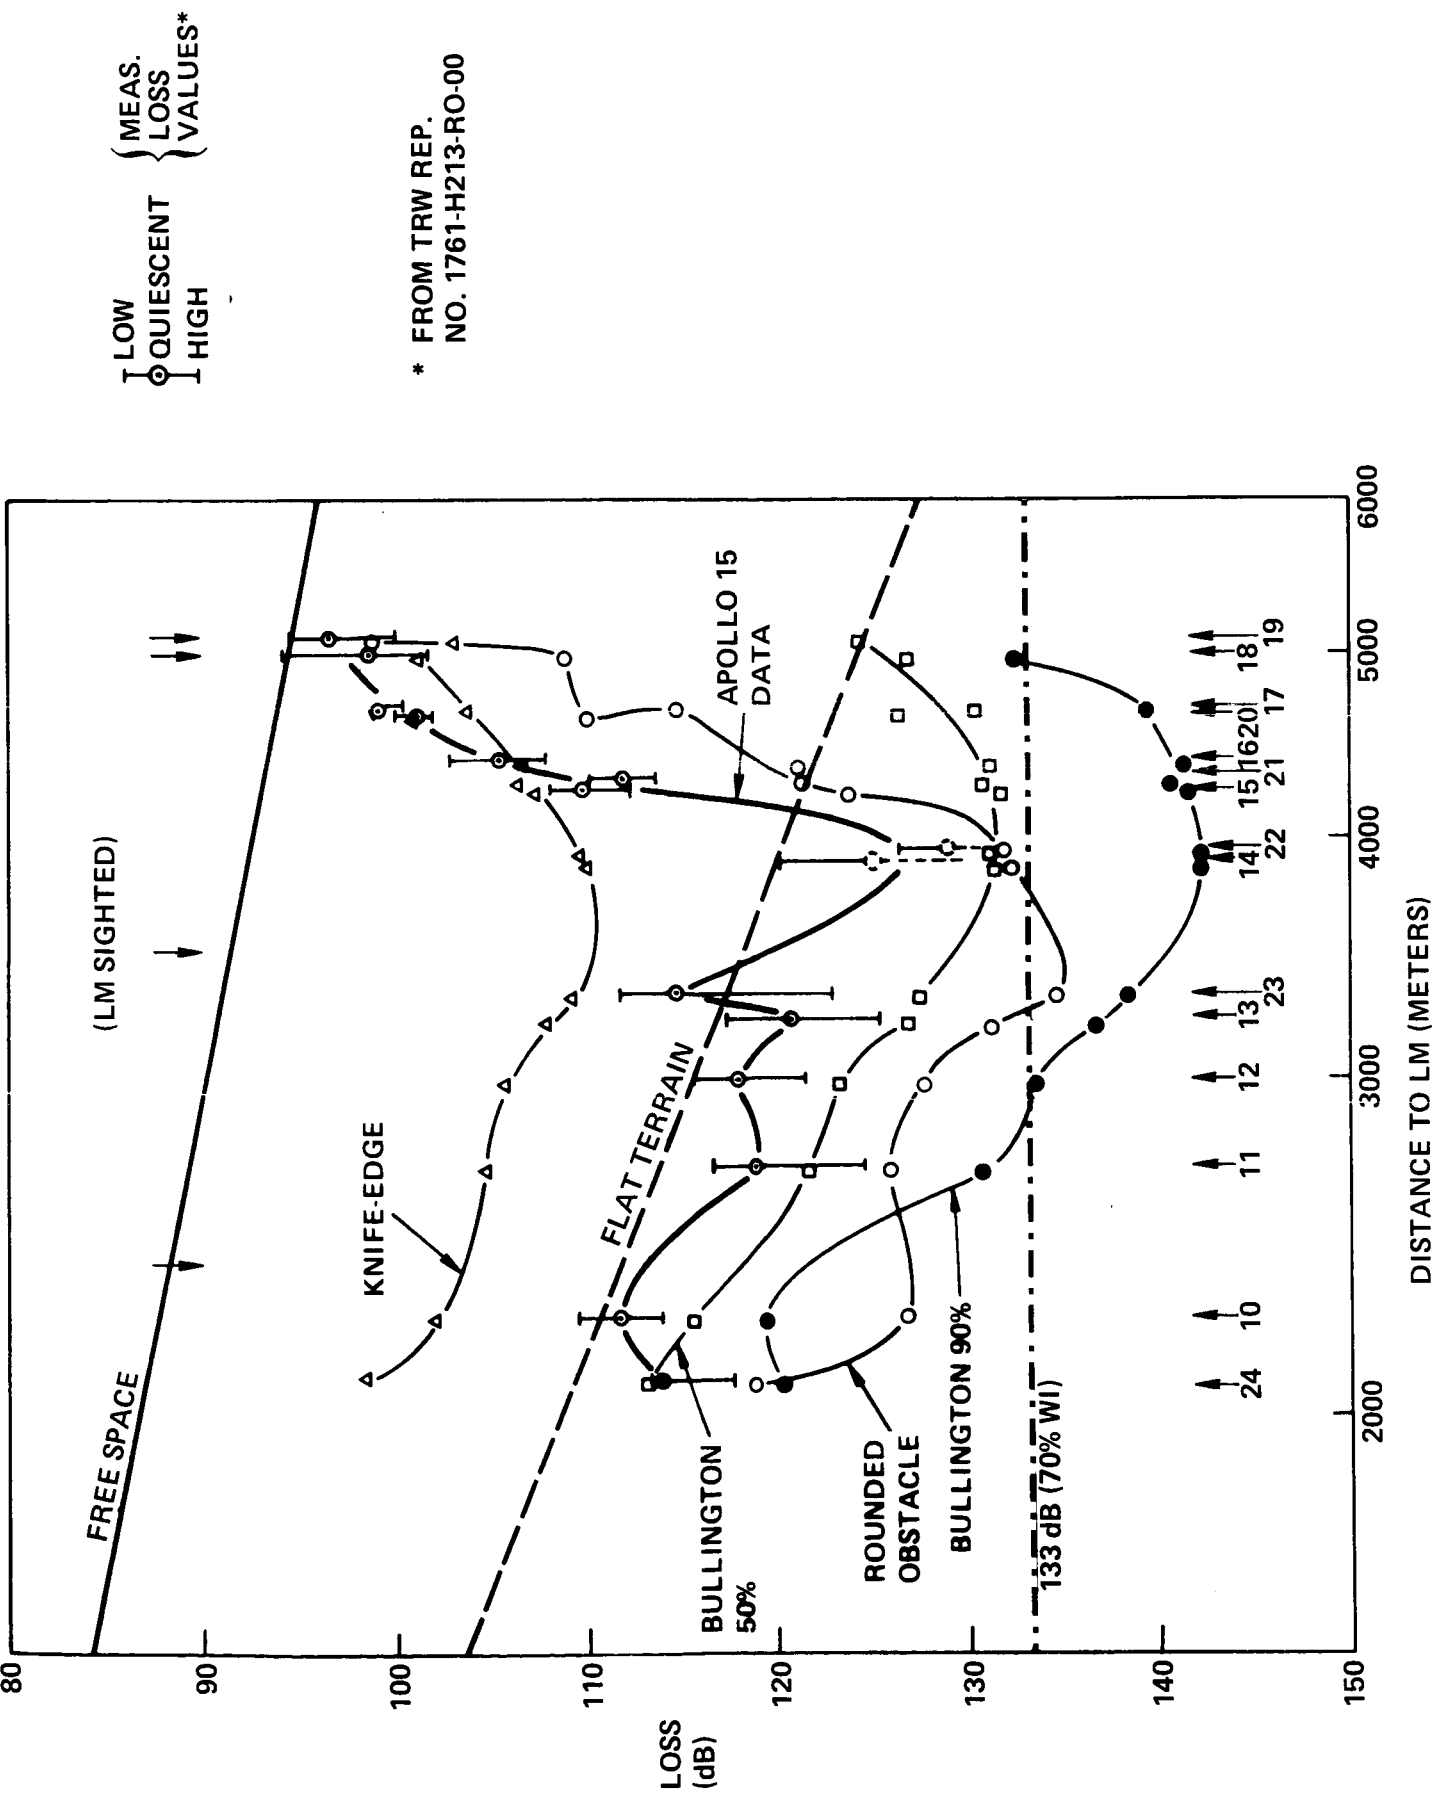 LOW
QUIESCENT
HIGH
MEAS.
LOSS
VALUES*
* FROM TRW REP.
NO. 1761-H213-RO-00
(LM SIGHTED)
FREE SPACE
KNIFE-EDGE
FLAT TERRAIN
APOLLO 15
DATA
BULLINGTON
50%
ROUNDED
OBSTACLE
BULLINGTON 90%
133 dB (70% WI)
LOSS
(dB)
80
90
100
110
120
130
140
150
24
10
11
12
13
23
14
22
15
21
16
20
17
18
19
2000
3000
4000
5000
6000
DISTANCE TO LM (METERS)